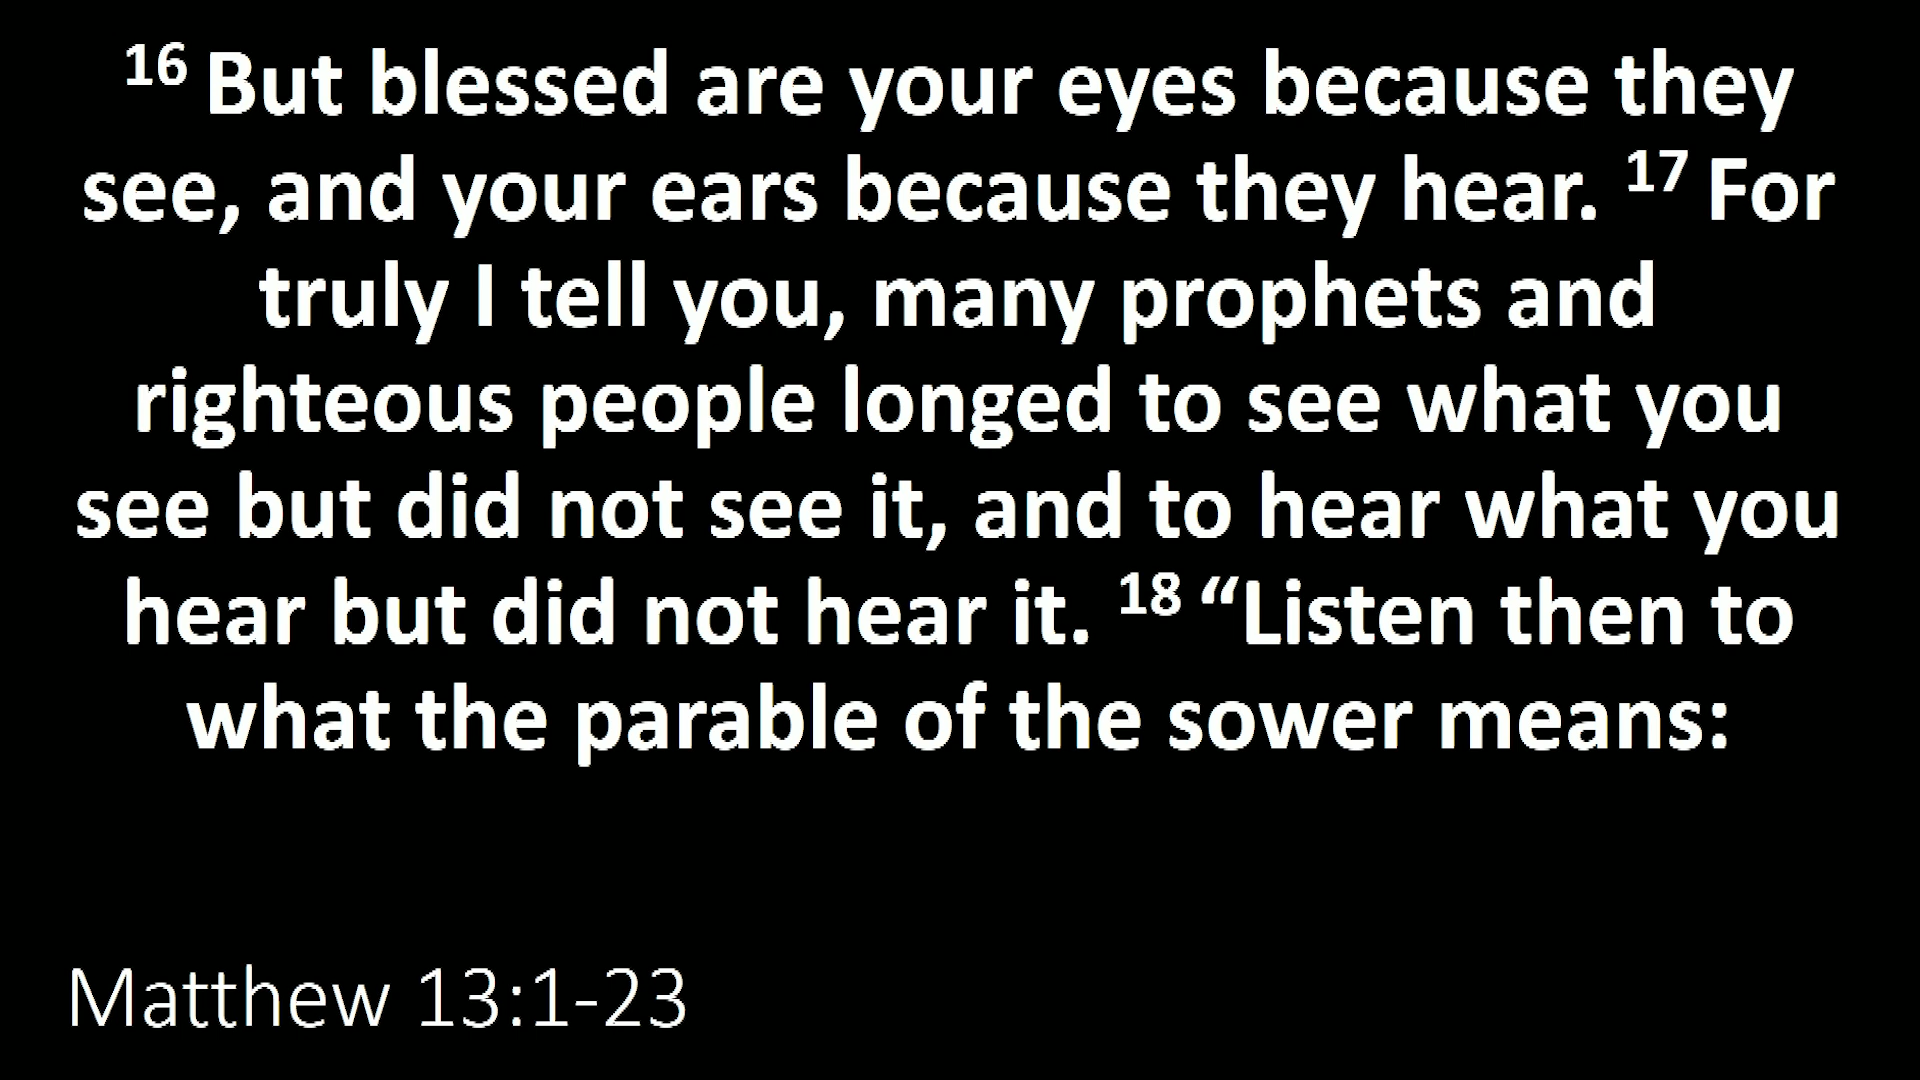 16 But blessed are your eyes because they
see, and your ears because they hear. 17 For
truly I tell you, many prophets and
righteous people longed to see what you
see but did not see it, and to hear what you
hear but did not hear it. 18 “Listen then to
what the parable of the sower means:
Matthew 13:1-23